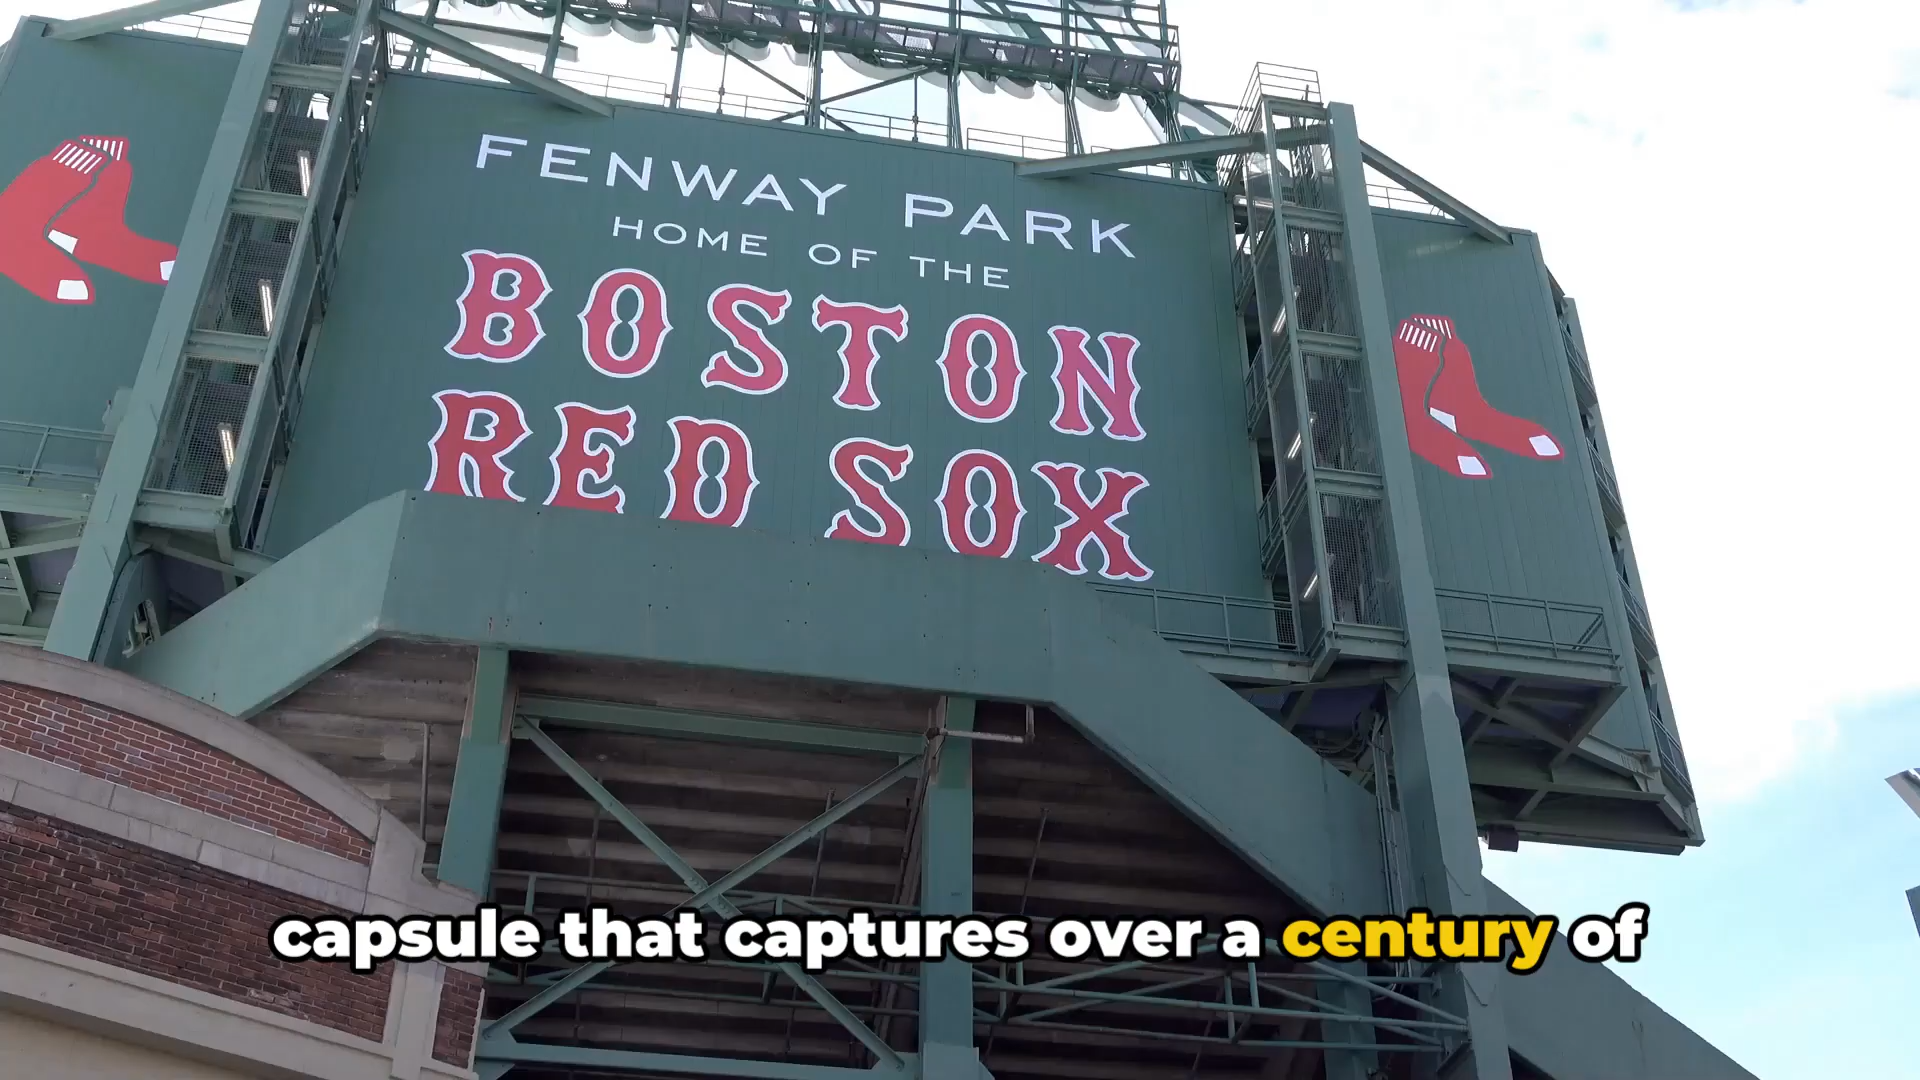 FENWAY PARK
HOME OF THE
BOSTON
RED SOX
capsule that captures over a century of